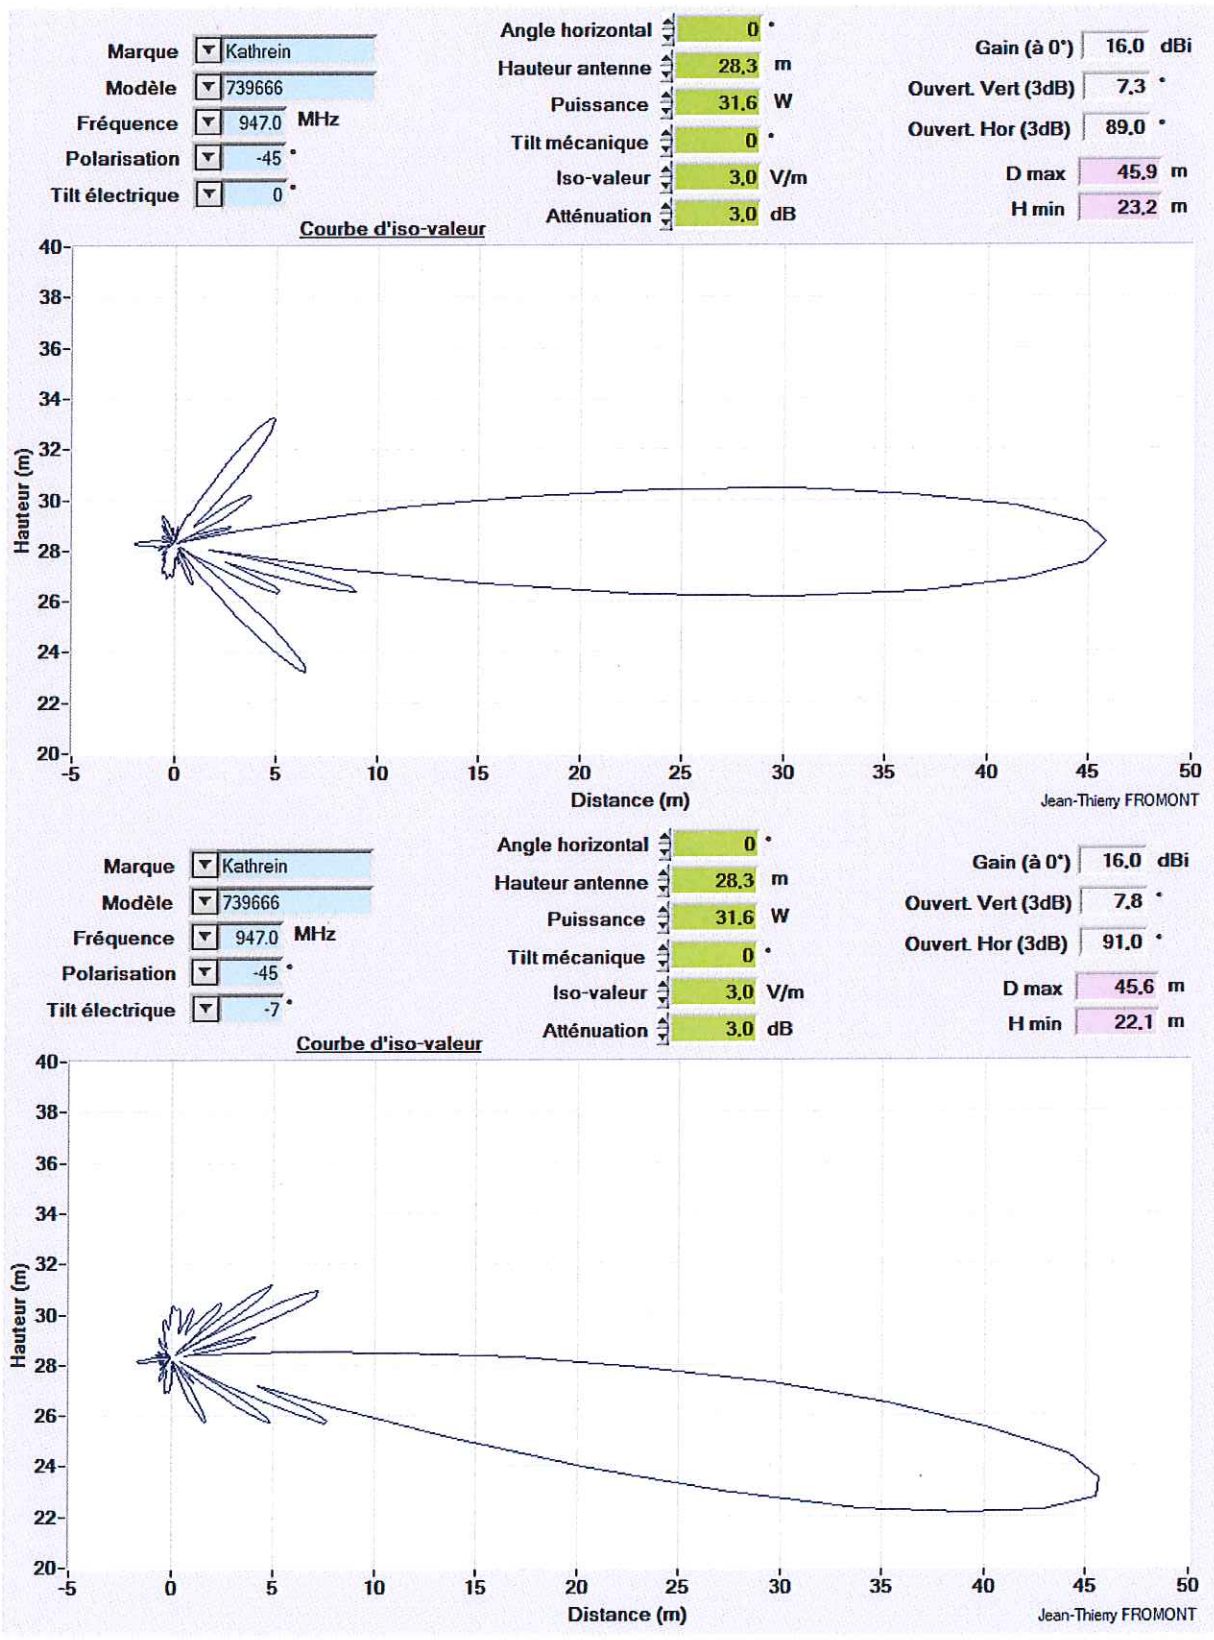 Marque Kathrein
Modèle 739666
Fréquence 947.0 MHz
Polarisation -45 °
Tilt électrique 0 °
Angle horizontal 0 °
Hauteur antenne 28,3 m
Puissance 31,6 W
Tilt mécanique 0 °
Iso-valeur 3,0 V/m
Atténuation 3,0 dB
Gain (à 0°) 16,0 dBi
Ouvert. Vert (3dB) 7,3 °
Ouvert. Hor (3dB) 89,0 °
D max 45,9 m
H min 23,2 m
Courbe d'iso-valeur
Hauteur (m)
40
38
36
34
32
30
28
26
24
22
20
-5 0 5 10 15 20 25 30 35 40 45 50
Distance (m)
Jean-Thierry FROMONT
Marque Kathrein
Modèle 739666
Fréquence 947.0 MHz
Polarisation -45 °
Tilt électrique -7 °
Angle horizontal 0 °
Hauteur antenne 28,3 m
Puissance 31,6 W
Tilt mécanique 0 °
Iso-valeur 3,0 V/m
Atténuation 3,0 dB
Gain (à 0°) 16,0 dBi
Ouvert. Vert (3dB) 7,8 °
Ouvert. Hor (3dB) 91,0 °
D max 45,6 m
H min 22,1 m
Courbe d'iso-valeur
Hauteur (m)
40
38
36
34
32
30
28
26
24
22
20
-5 0 5 10 15 20 25 30 35 40 45 50
Distance (m)
Jean-Thierry FROMONT